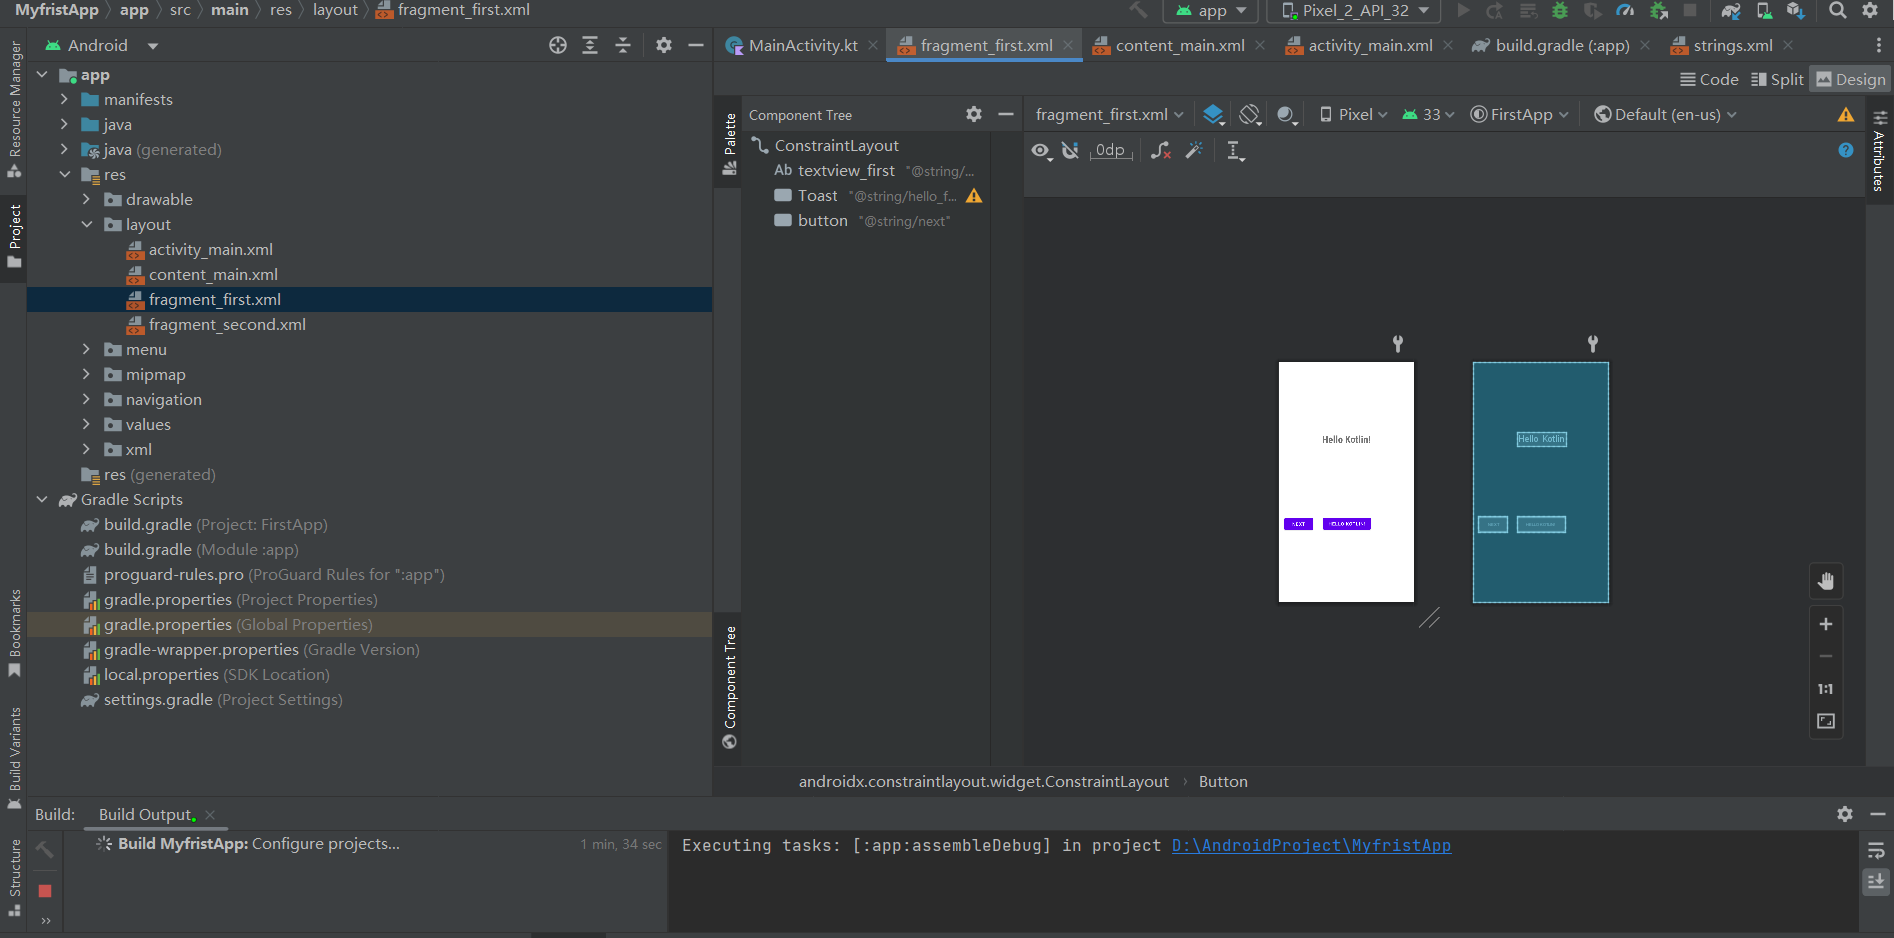 MyfristApp app src main res layout fragment_first.xml
app Pixel_2_API_32
Android
MainActivity.kt fragment_first.xml content_main.xml activity_main.xml build.gradle (:app) strings.xml
Code Split Design
Resource Manager
Project
Bookmarks
Build Variants
Structure
app
manifests
java
java (generated)
res
drawable
layout
activity_main.xml
content_main.xml
fragment_first.xml
fragment_second.xml
menu
mipmap
navigation
values
xml
res (generated)
Gradle Scripts
build.gradle (Project: FirstApp)
build.gradle (Module :app)
proguard-rules.pro (ProGuard Rules for ":app")
gradle.properties (Project Properties)
gradle.properties (Global Properties)
gradle-wrapper.properties (Gradle Version)
local.properties (SDK Location)
settings.gradle (Project Settings)
Palette
Component Tree
Component Tree
ConstraintLayout
Ab textview_first "@string/...
Toast "@string/hello_f...
button "@string/next"
fragment_first.xml Pixel 33 FirstApp Default (en-us)
0dp
Attributes
Hello Kotlin!
NEXT HELLO KOTLIN!
Hello Kotlin
NEXT HELLO KOTLIN!
1:1
androidx.constraintlayout.widget.ConstraintLayout › Button
Build: Build Output
Build MyfristApp: Configure projects... 1 min, 34 sec
Executing tasks: [:app:assembleDebug] in project D:\AndroidProject\MyfristApp